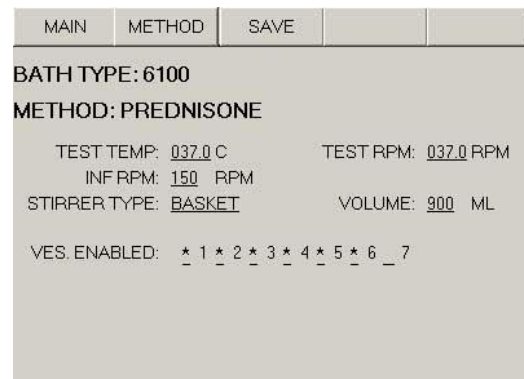 MAIN METHOD SAVE
BATH TYPE: 6100
METHOD: PREDNISONE
TEST TEMP: 037.0 C TEST RPM: 037.0 RPM
INF RPM: 150 RPM
STIRRER TYPE: BASKET VOLUME: 900 ML
VES. ENABLED: * 1 * 2 * 3 * 4 * 5 * 6 _ 7